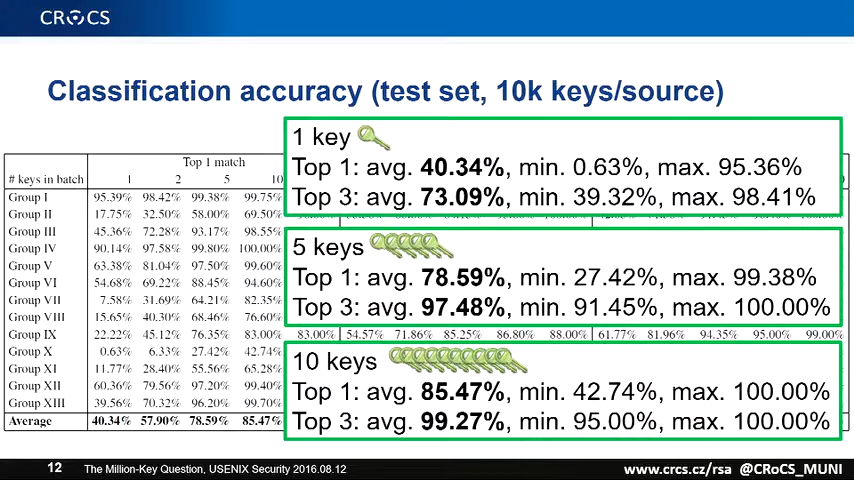 CROCS
Classification accuracy (test set, 10k keys/source)
Top 1 match
# keys in batch 1 2 5 10
Group I 95.39% 98.42% 99.38% 99.75%
Group II 17.75% 32.50% 58.00% 69.50%
Group III 45.36% 72.28% 93.17% 98.55%
Group IV 90.14% 97.58% 99.80% 100.00%
Group V 63.38% 81.04% 97.50% 99.60%
Group VI 54.68% 69.22% 88.45% 94.60%
Group VII 7.58% 31.69% 64.21% 82.35%
Group VIII 15.65% 40.30% 68.46% 76.60%
Group IX 22.22% 45.12% 76.35% 83.00% 83.00% 54.57% 71.86% 85.25% 86.80% 88.00% 61.77% 81.96% 94.35% 95.00% 99.00%
Group X 0.63% 6.33% 27.42% 42.74%
Group XI 11.77% 28.40% 55.56% 65.28%
Group XII 60.36% 79.56% 97.20% 99.40%
Group XIII 39.56% 70.32% 96.20% 99.70%
Average 40.34% 57.90% 78.59% 85.47%
1 key
Top 1: avg. 40.34%, min. 0.63%, max. 95.36%
Top 3: avg. 73.09%, min. 39.32%, max. 98.41%
5 keys
Top 1: avg. 78.59%, min. 27.42%, max. 99.38%
Top 3: avg. 97.48%, min. 91.45%, max. 100.00%
10 keys
Top 1: avg. 85.47%, min. 42.74%, max. 100.00%
Top 3: avg. 99.27%, min. 95.00%, max. 100.00%
12 The Million-Key Question, USENIX Security 2016.08.12
www.crcs.cz/rsa @CRoCS_MUNI